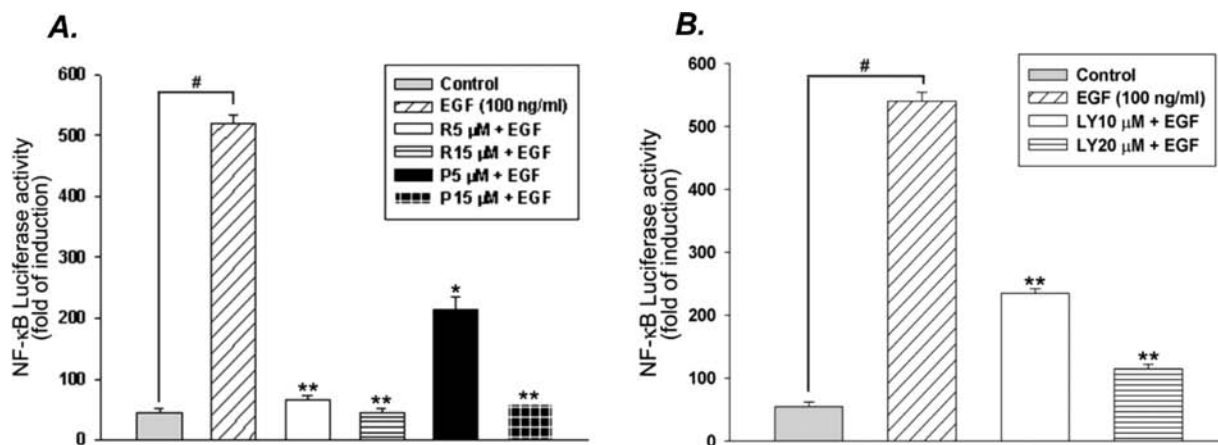 A.
NF-κB Luciferase activity
(fold of induction)
600
500
400
300
200
100
0
#
**
**
*
**
Control
EGF (100 ng/ml)
R5 μM + EGF
R15 μM + EGF
P5 μM + EGF
P15 μM + EGF
B.
NF-κB Luciferase activity
(fold of induction)
600
500
400
300
200
100
0
#
**
**
Control
EGF (100 ng/ml)
LY10 μM + EGF
LY20 μM + EGF